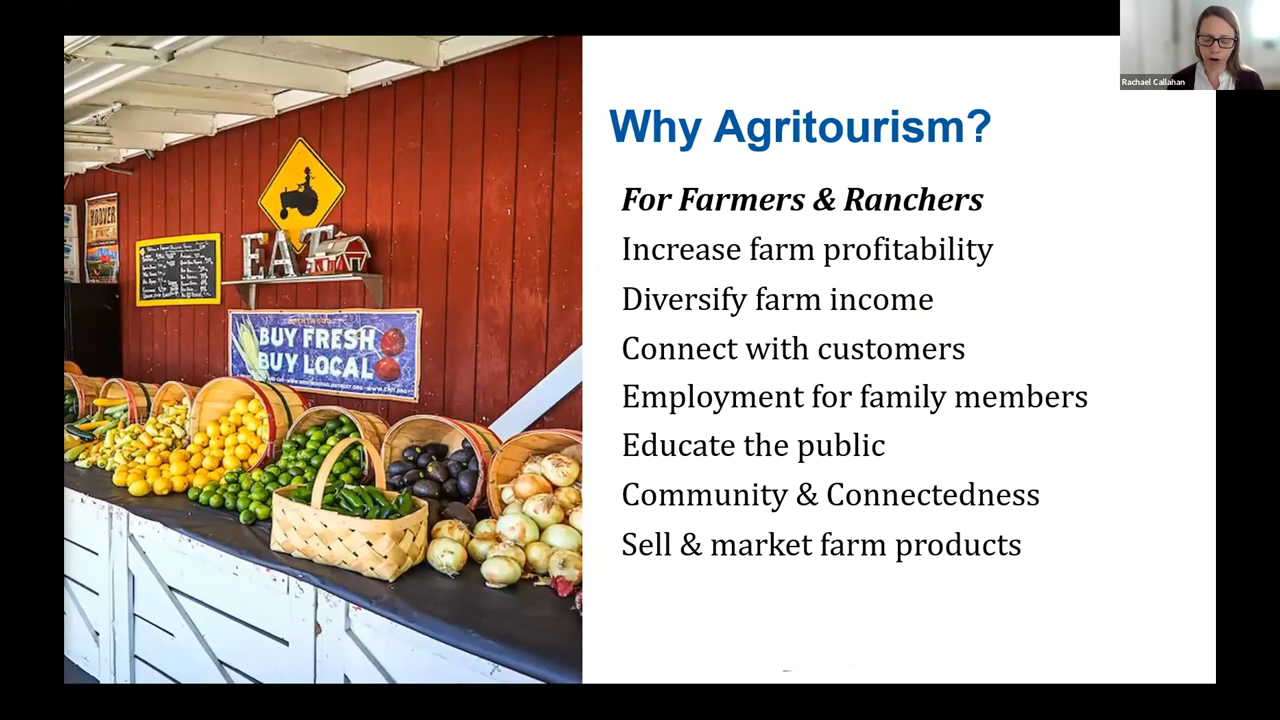 Rachael Callahan
Why Agritourism?
For Farmers & Ranchers
Increase farm profitability
Diversify farm income
Connect with customers
Employment for family members
Educate the public
Community & Connectedness
Sell & market farm products
EAT
BUY FRESH
BUY LOCAL